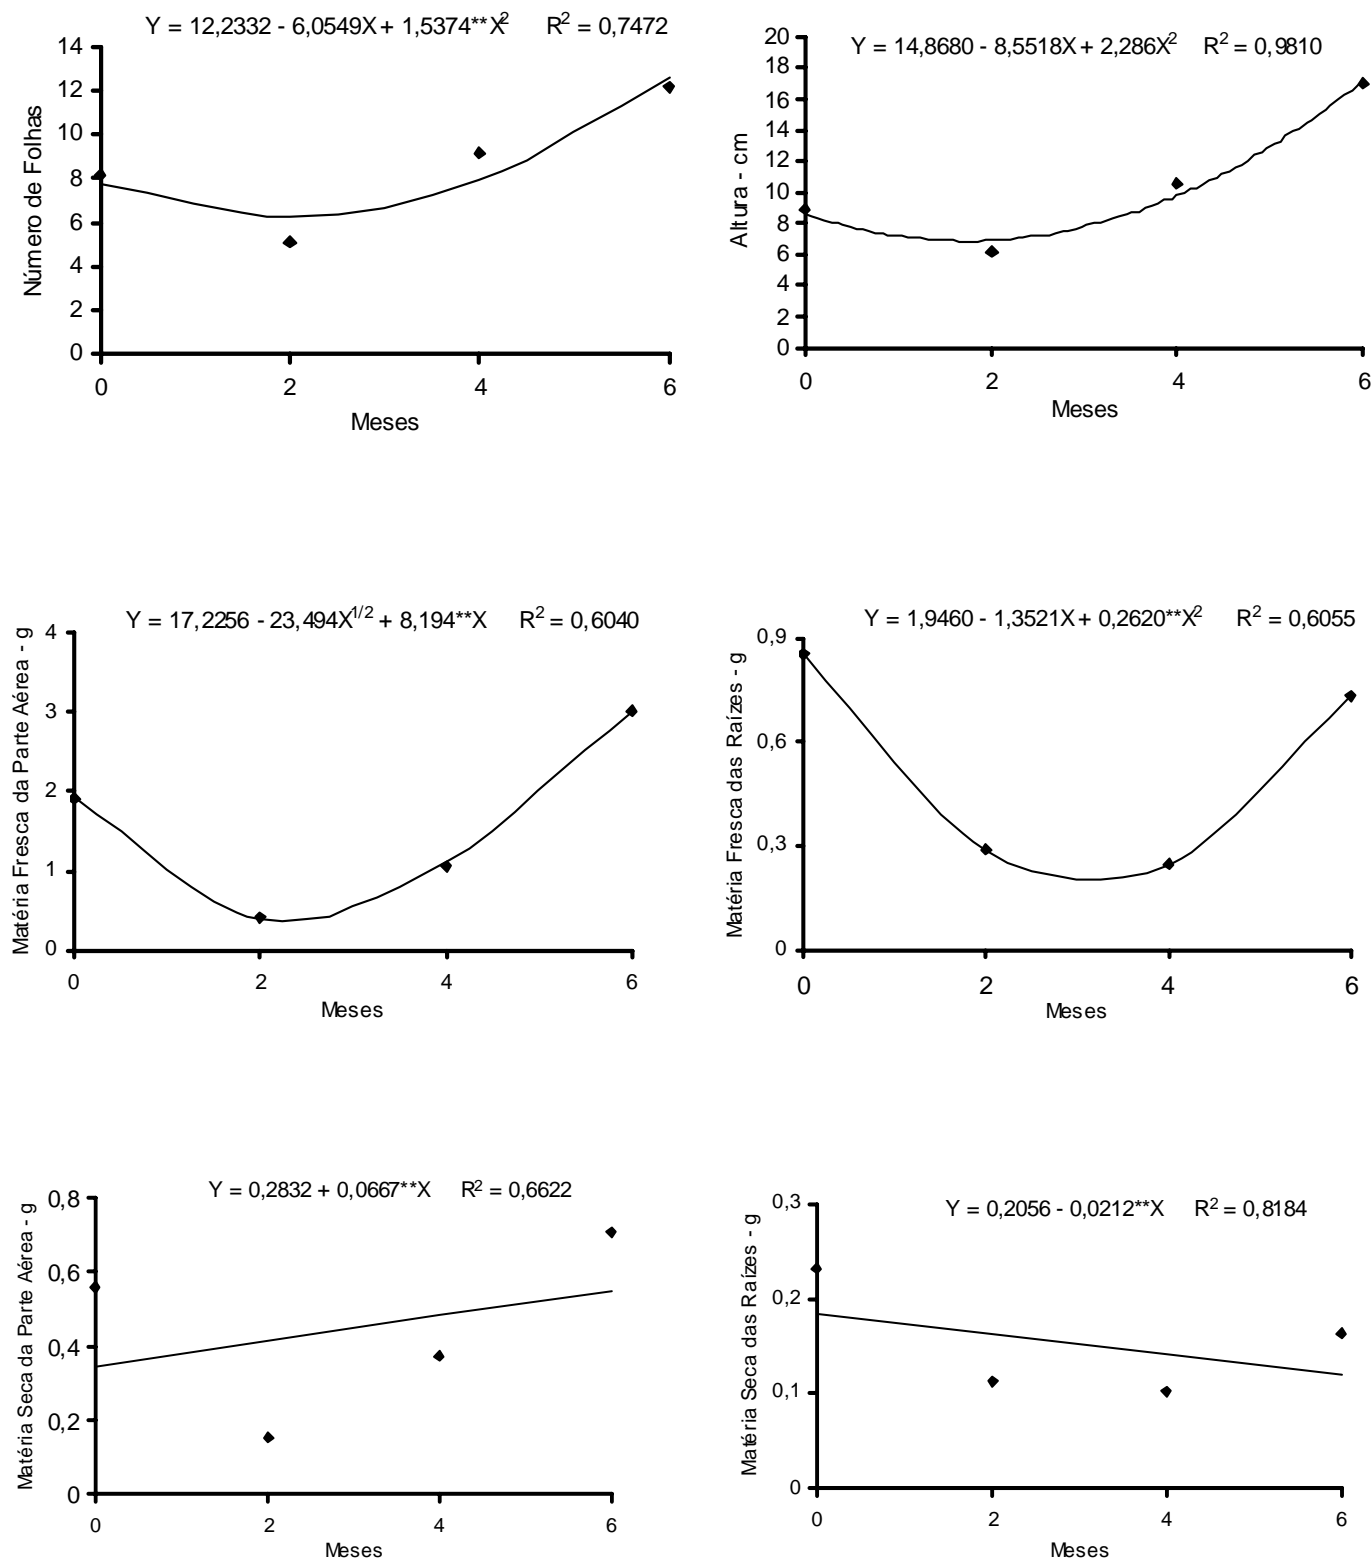 Y = 12,2332 - 6,0549X + 1,5374**X² R² = 0,7472
Número de Folhas
14
12
10
8
6
4
2
0
0 2 4 6
Meses
Y = 14,8680 - 8,5518X + 2,286X² R² = 0,9810
Altura - cm
20
18
16
14
12
10
8
6
4
2
0
0 2 4 6
Meses
Y = 17,2256 - 23,494X^1/2 + 8,194**X R² = 0,6040
Matéria Fresca da Parte Aérea - g
4
3
2
1
0
0 2 4 6
Meses
Y = 1,9460 - 1,3521X + 0,2620**X² R² = 0,6055
Matéria Fresca das Raízes - g
0,9
0,6
0,3
0
0 2 4 6
Meses
Y = 0,2832 + 0,0667**X R² = 0,6622
Matéria Seca da Parte Aérea - g
0,8
0,6
0,4
0,2
0
0 2 4 6
Meses
Y = 0,2056 - 0,0212**X R² = 0,8184
Matéria Seca das Raízes - g
0,3
0,2
0,1
0
0 2 4 6
Meses